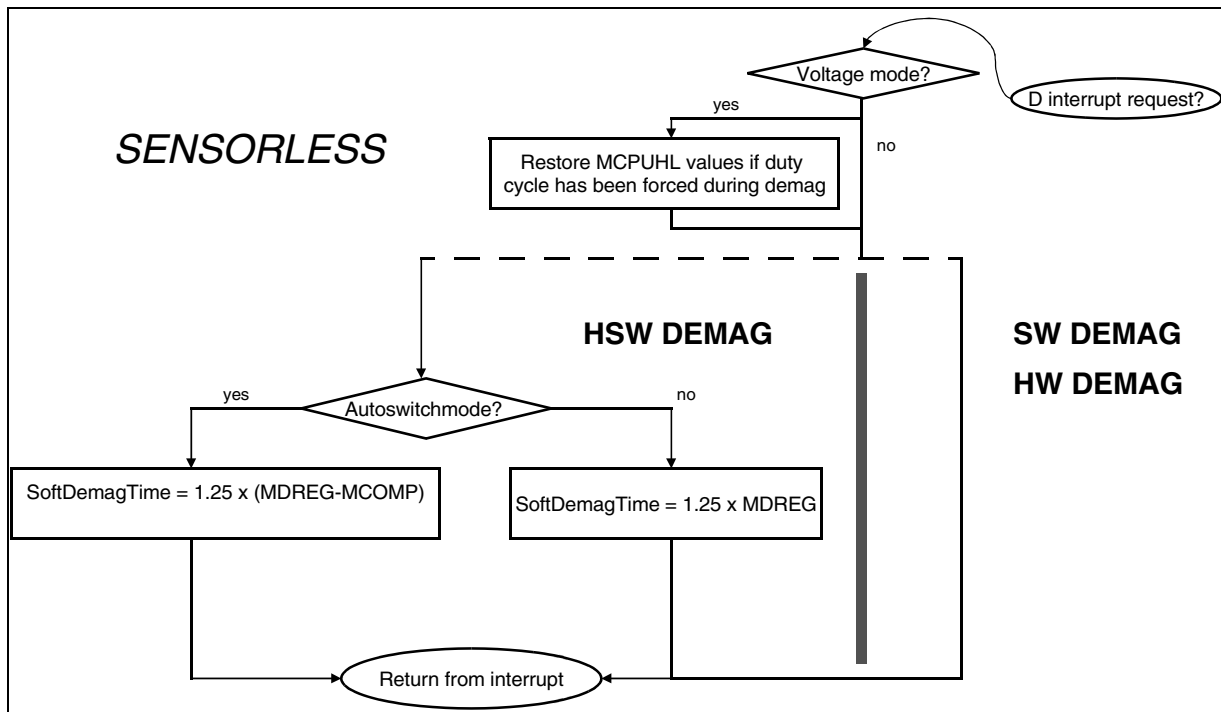 Voltage mode?
D interrupt request?
yes
no
SENSORLESS
Restore MCPUHL values if duty
cycle has been forced during demag
HSW DEMAG
SW DEMAG
HW DEMAG
yes
Autoswitchmode?
no
SoftDemagTime = 1.25 x (MDREG-MCOMP)
SoftDemagTime = 1.25 x MDREG
Return from interrupt